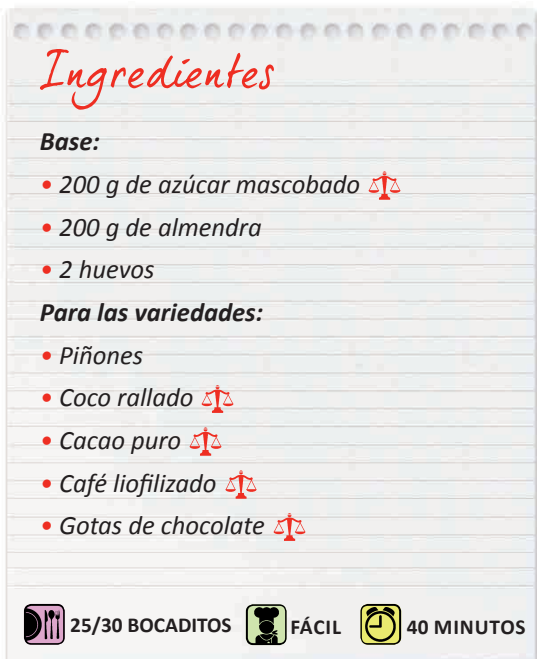 Ingredientes
Base:
• 200 g de azúcar mascobado
• 200 g de almendra
• 2 huevos
Para las variedades:
• Piñones
• Coco rallado
• Cacao puro
• Café liofilizado
• Gotas de chocolate
25/30 BOCADITOS FÁCIL 40 MINUTOS